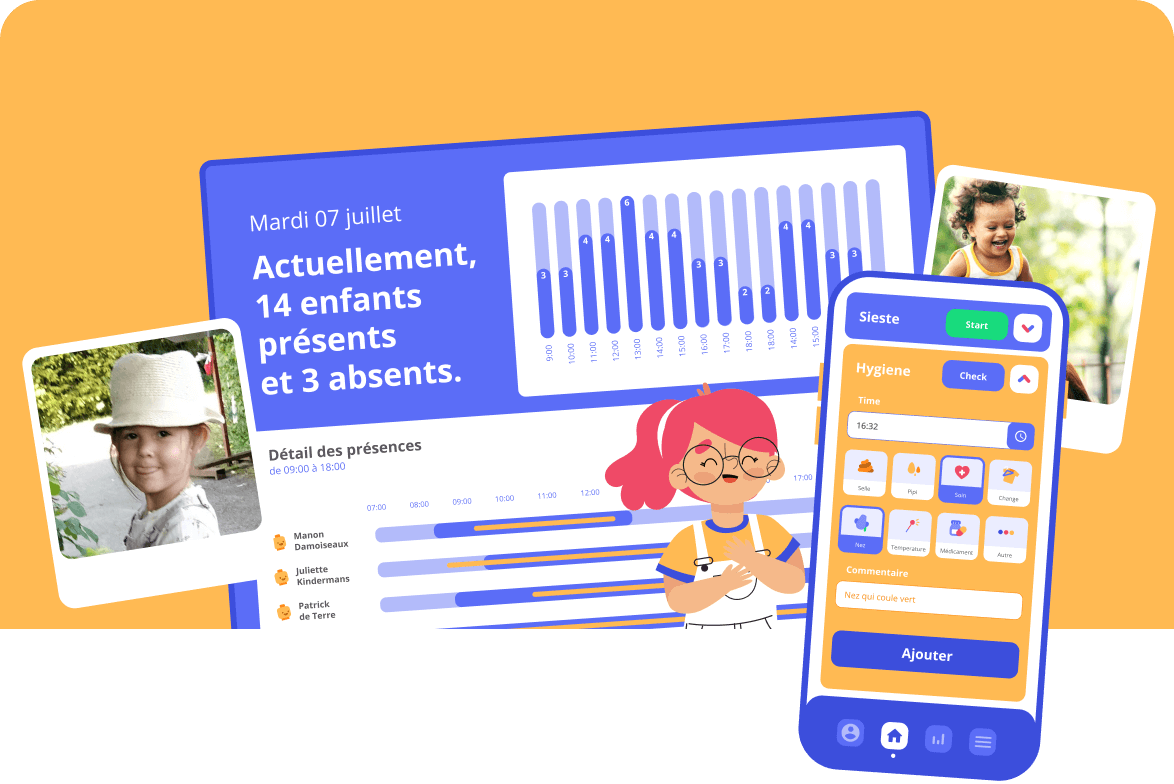 Mardi 07 juillet
Actuellement,
14 enfants
présents
et 3 absents.
3 3 4 4 6 4 4 3 3 2 2 4 4 3 3
9:00 10:00 11:00 12:00 13:00 14:00 15:00 16:00 17:00 18:00 18:00 14:00 15:00
Détail des présences
de 09:00 à 18:00
07:00 08:00 09:00 10:00 11:00 12:00 17:00
Manon
Damoiseaux
Juliette
Kindermans
Patrick
de Terre
Sieste Start
Hygiene Check
Time
16:32
Selle Pipi Soin Change
Nez Temperature Médicament Autre
Commentaire
Nez qui coule vert
Ajouter